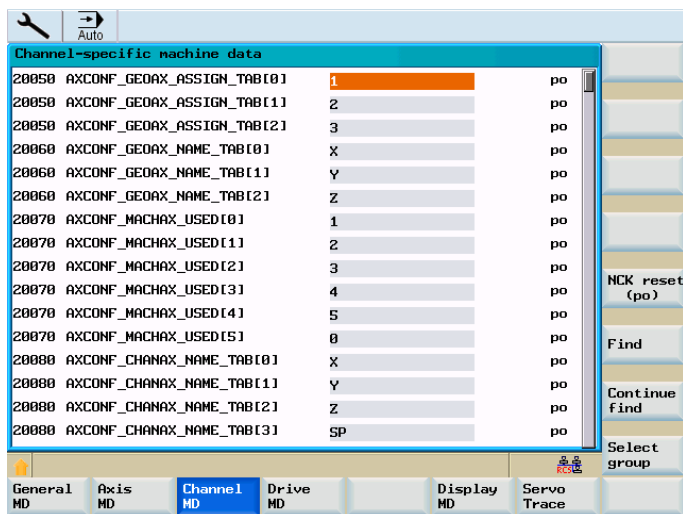 Auto
Channel-specific machine data
20050 AXCONF_GEOAX_ASSIGN_TAB[0] 1 po
20050 AXCONF_GEOAX_ASSIGN_TAB[1] 2 po
20050 AXCONF_GEOAX_ASSIGN_TAB[2] 3 po
20060 AXCONF_GEOAX_NAME_TAB[0] X po
20060 AXCONF_GEOAX_NAME_TAB[1] Y po
20060 AXCONF_GEOAX_NAME_TAB[2] Z po
20070 AXCONF_MACHAX_USED[0] 1 po
20070 AXCONF_MACHAX_USED[1] 2 po
20070 AXCONF_MACHAX_USED[2] 3 po
20070 AXCONF_MACHAX_USED[3] 4 po
20070 AXCONF_MACHAX_USED[4] 5 po
20070 AXCONF_MACHAX_USED[5] 0 po
20080 AXCONF_CHANAX_NAME_TAB[0] X po
20080 AXCONF_CHANAX_NAME_TAB[1] Y po
20080 AXCONF_CHANAX_NAME_TAB[2] Z po
20080 AXCONF_CHANAX_NAME_TAB[3] SP po
NCK reset
(po)
Find
Continue
find
Select
group
RCS
General Axis Channel Drive Display Servo
MD MD MD MD MD Trace